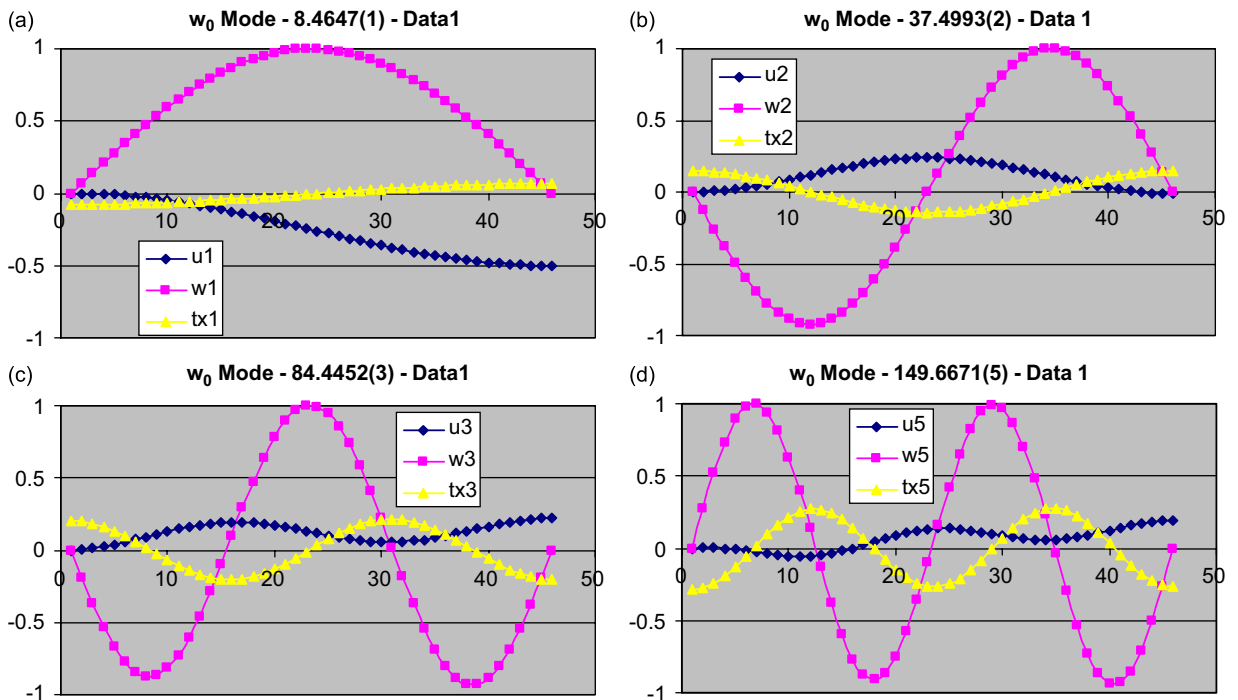 (a)
w0 Mode - 8.4647(1) - Data1
1
0.5
0
-0.5
-1
0
10
20
30
40
50
u1
w1
tx1
(b)
w0 Mode - 37.4993(2) - Data 1
1
0.5
0
-0.5
-1
0
10
20
30
40
50
u2
w2
tx2
(c)
w0 Mode - 84.4452(3) - Data1
1
0.5
0
-0.5
-1
0
10
20
30
40
50
u3
w3
tx3
(d)
w0 Mode - 149.6671(5) - Data 1
1
0.5
0
-0.5
-1
0
10
20
30
40
50
u5
w5
tx5